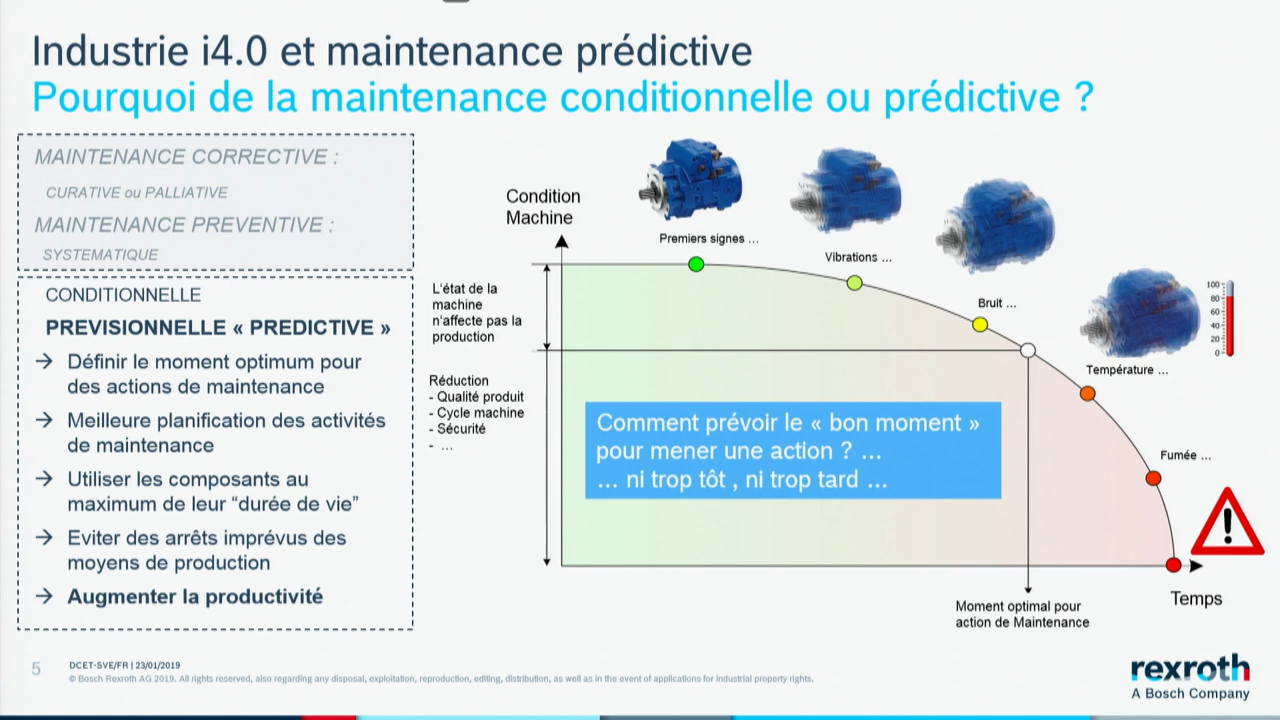 Industrie i4.0 et maintenance prédictive
Pourquoi de la maintenance conditionnelle ou prédictive ?
MAINTENANCE CORRECTIVE :
CURATIVE ou PALLIATIVE
MAINTENANCE PREVENTIVE :
SYSTEMATIQUE
CONDITIONNELLE
PREVISIONNELLE « PREDICTIVE »
→ Définir le moment optimum pour
des actions de maintenance
→ Meilleure planification des activités
de maintenance
→ Utiliser les composants au
maximum de leur “durée de vie”
→ Eviter des arrêts imprévus des
moyens de production
→ Augmenter la productivité
Condition
Machine
L'état de la
machine
n'affecte pas la
production
Réduction
- Qualité produit
- Cycle machine
- Sécurité
- ...
Premiers signes ...
Vibrations ...
Bruit ...
100
80
60
40
20
0
Température ...
Fumée ...
Comment prévoir le « bon moment »
pour mener une action ? ...
... ni trop tôt , ni trop tard ...
!
Temps
Moment optimal pour
action de Maintenance
5
DCET-SVE/FR | 23/01/2019
© Bosch Rexroth AG 2019. All rights reserved, also regarding any disposal, exploitation, reproduction, editing, distribution, as well as in the event of applications for industrial property rights.
rexroth
A Bosch Company